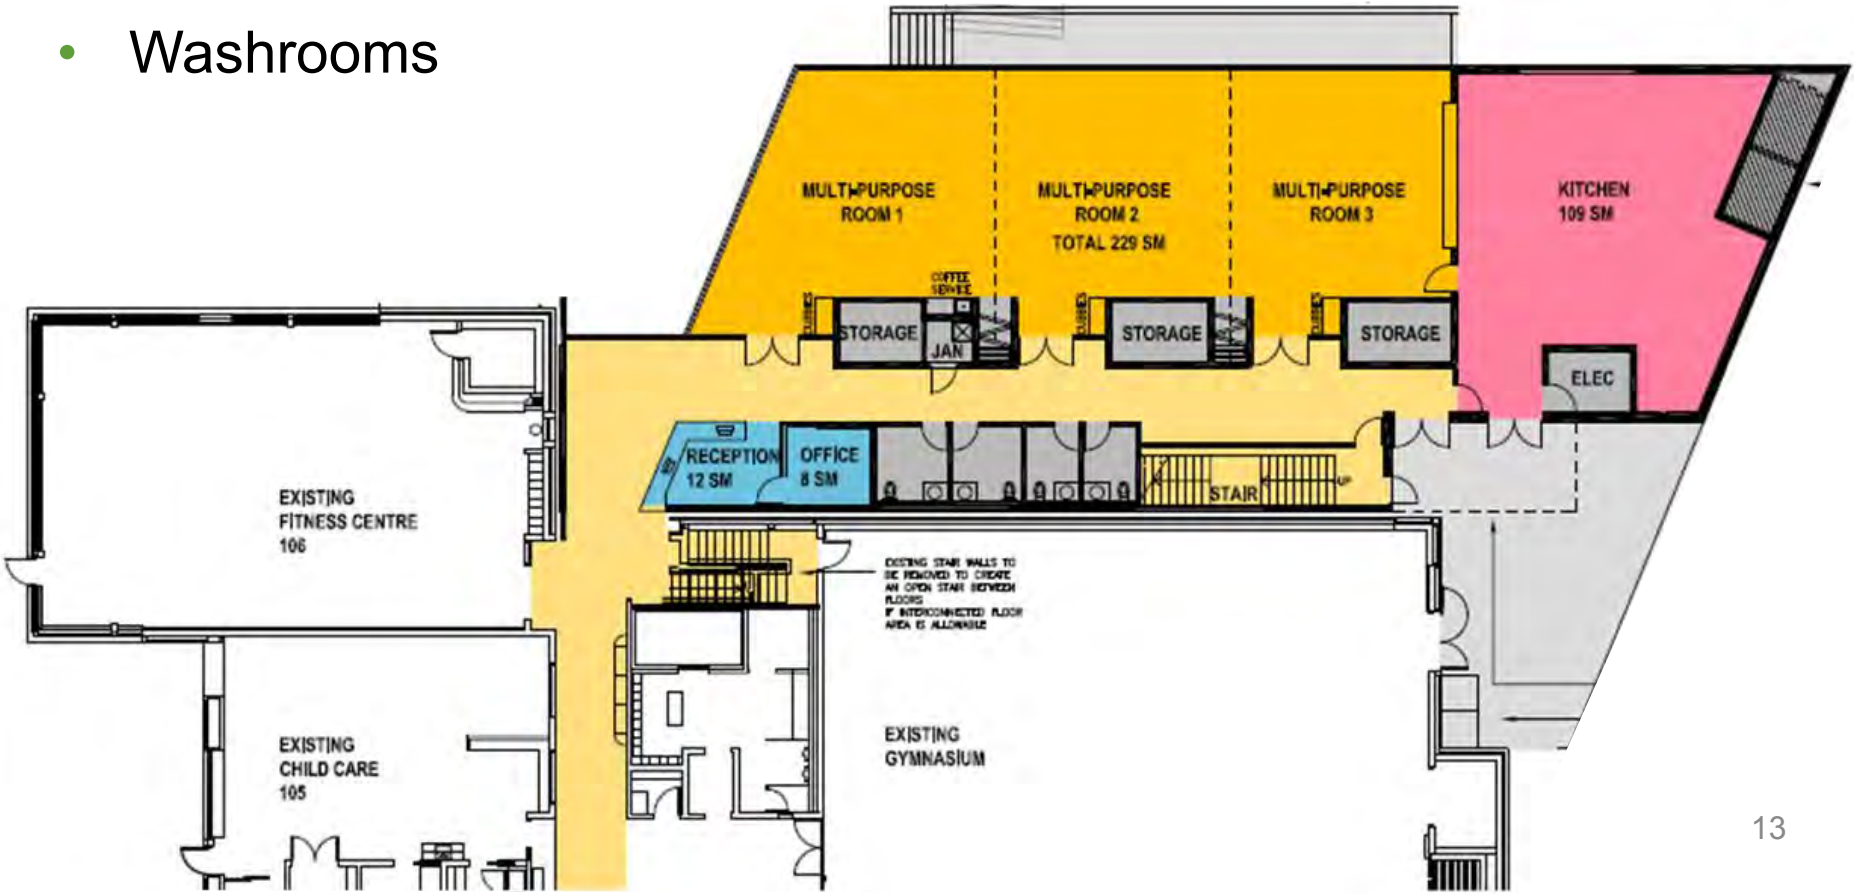 • Washrooms
MULTI-PURPOSE
ROOM 1
MULTI-PURPOSE
ROOM 2
TOTAL 229 SM
MULTI-PURPOSE
ROOM 3
KITCHEN
109 SM
COFFEE
SERVICE
CUBBIES
STORAGE
JAN
CUBBIES
STORAGE
CUBBIES
STORAGE
ELEC
RECEPTION
12 SM
OFFICE
8 SM
STAIR
UP
EXISTING
FITNESS CENTRE
106
EXISTING STAIR WALLS TO
BE REMOVED TO CREATE
AN OPEN STAIR BETWEEN
FLOORS
IF INTERCONNECTED FLOOR
AREA IS ALLOWABLE
EXISTING
GYMNASIUM
EXISTING
CHILD CARE
105
13